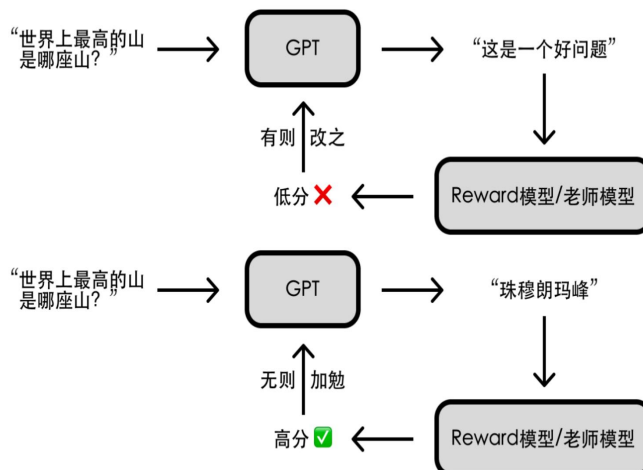 “世界上最高的山
是哪座山？”
GPT
“这是一个好问题”
有则 改之
低分
Reward模型/老师模型
“世界上最高的山
是哪座山？”
GPT
“珠穆朗玛峰”
无则 加勉
高分
Reward模型/老师模型